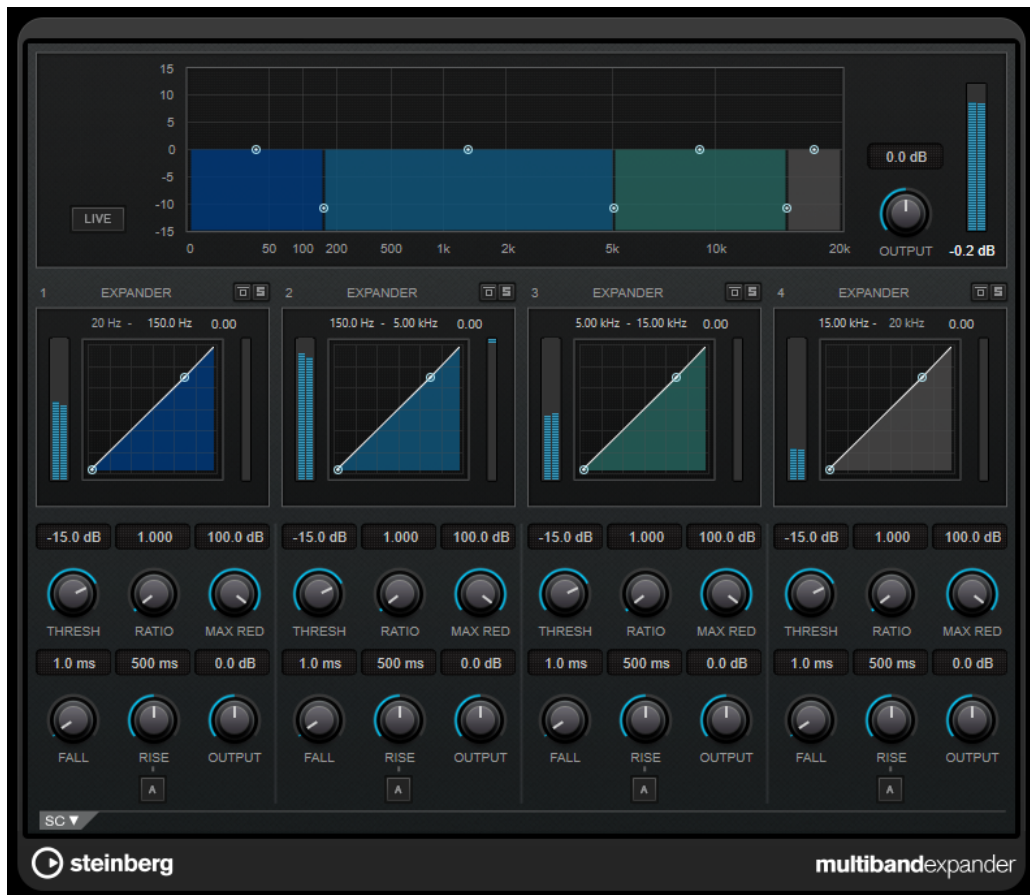 15
10
5
0
-5
-10
-15
0 50 100 200 500 1k 2k 5k 10k 20k
LIVE
0.0 dB
OUTPUT -0.2 dB
1 EXPANDER S 2 EXPANDER S 3 EXPANDER S 4 EXPANDER S
20 Hz - 150.0 Hz 0.00 150.0 Hz - 5.00 kHz 0.00 5.00 kHz - 15.00 kHz 0.00 15.00 kHz - 20 kHz 0.00
-15.0 dB 1.000 100.0 dB -15.0 dB 1.000 100.0 dB -15.0 dB 1.000 100.0 dB -15.0 dB 1.000 100.0 dB
THRESH RATIO MAX RED THRESH RATIO MAX RED THRESH RATIO MAX RED THRESH RATIO MAX RED
1.0 ms 500 ms 0.0 dB 1.0 ms 500 ms 0.0 dB 1.0 ms 500 ms 0.0 dB 1.0 ms 500 ms 0.0 dB
FALL RISE OUTPUT FALL RISE OUTPUT FALL RISE OUTPUT FALL RISE OUTPUT
A A A A
SC ▼
steinberg multibandexpander